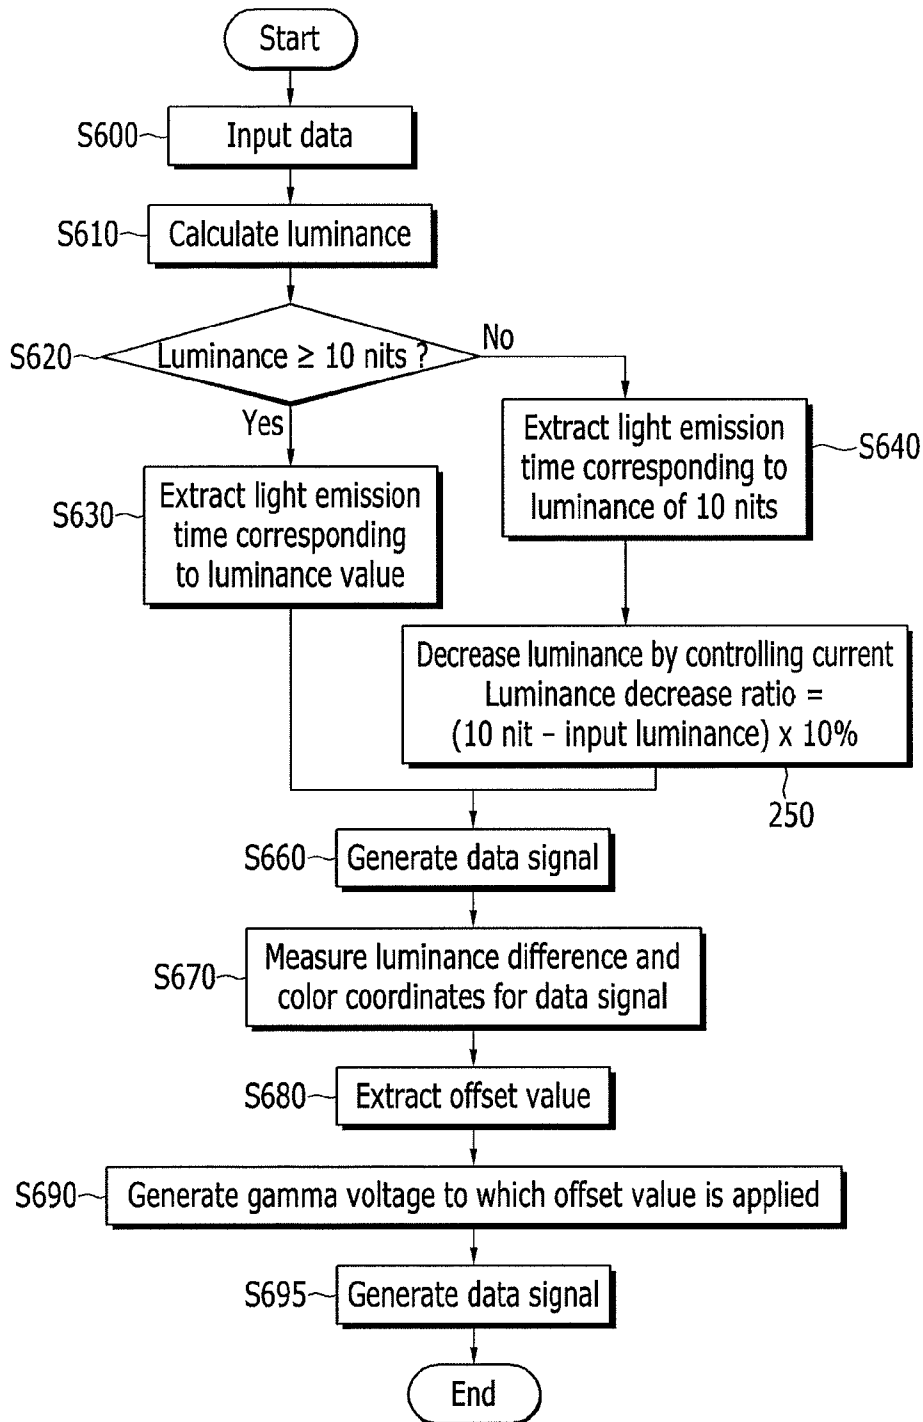 Start
S600
Input data
S610
Calculate luminance
S620
Luminance ≥ 10 nits ?
No
Yes
S630
Extract light emission
time corresponding
to luminance value
Extract light emission
time corresponding to
luminance of 10 nits
S640
Decrease luminance by controlling current
Luminance decrease ratio =
(10 nit – input luminance) x 10%
250
S660
Generate data signal
S670
Measure luminance difference and
color coordinates for data signal
S680
Extract offset value
S690
Generate gamma voltage to which offset value is applied
S695
Generate data signal
End